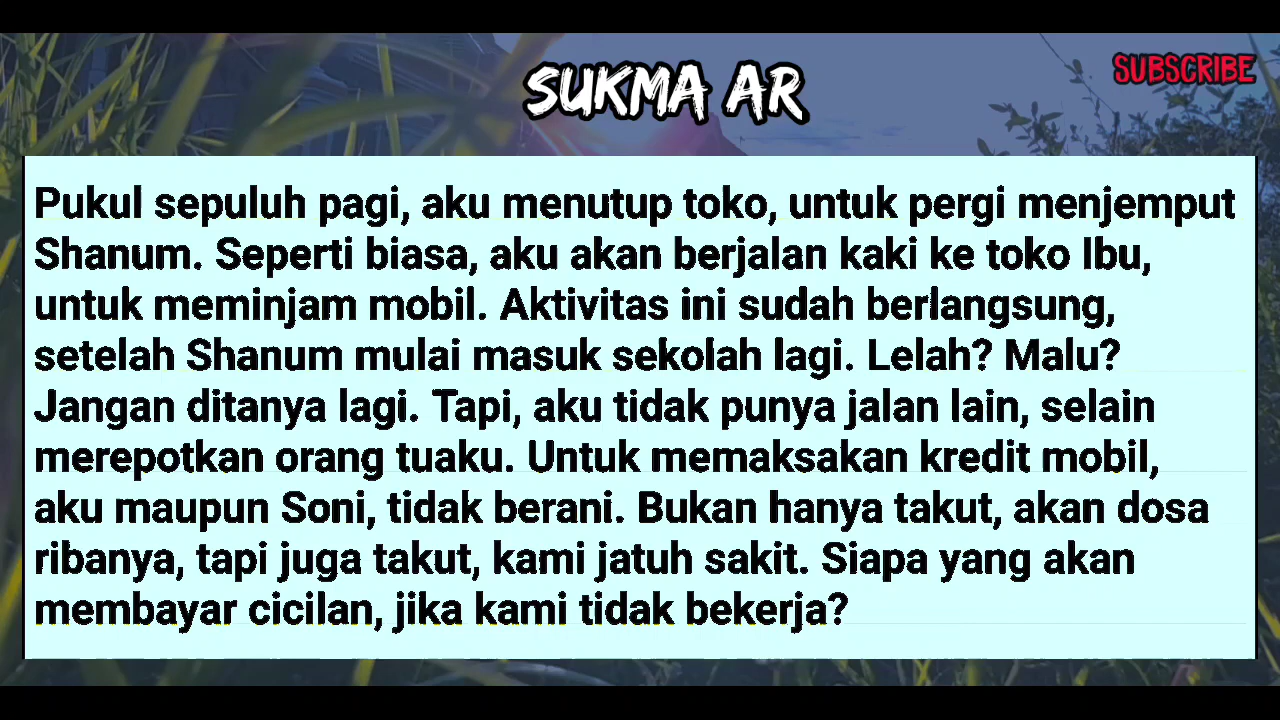 SUKMA AR
SUBSCRIBE
Pukul sepuluh pagi, aku menutup toko, untuk pergi menjemput
Shanum. Seperti biasa, aku akan berjalan kaki ke toko Ibu,
untuk meminjam mobil. Aktivitas ini sudah berlangsung,
setelah Shanum mulai masuk sekolah lagi. Lelah? Malu?
Jangan ditanya lagi. Tapi, aku tidak punya jalan lain, selain
merepotkan orang tuaku. Untuk memaksakan kredit mobil,
aku maupun Soni, tidak berani. Bukan hanya takut, akan dosa
ribanya, tapi juga takut, kami jatuh sakit. Siapa yang akan
membayar cicilan, jika kami tidak bekerja?